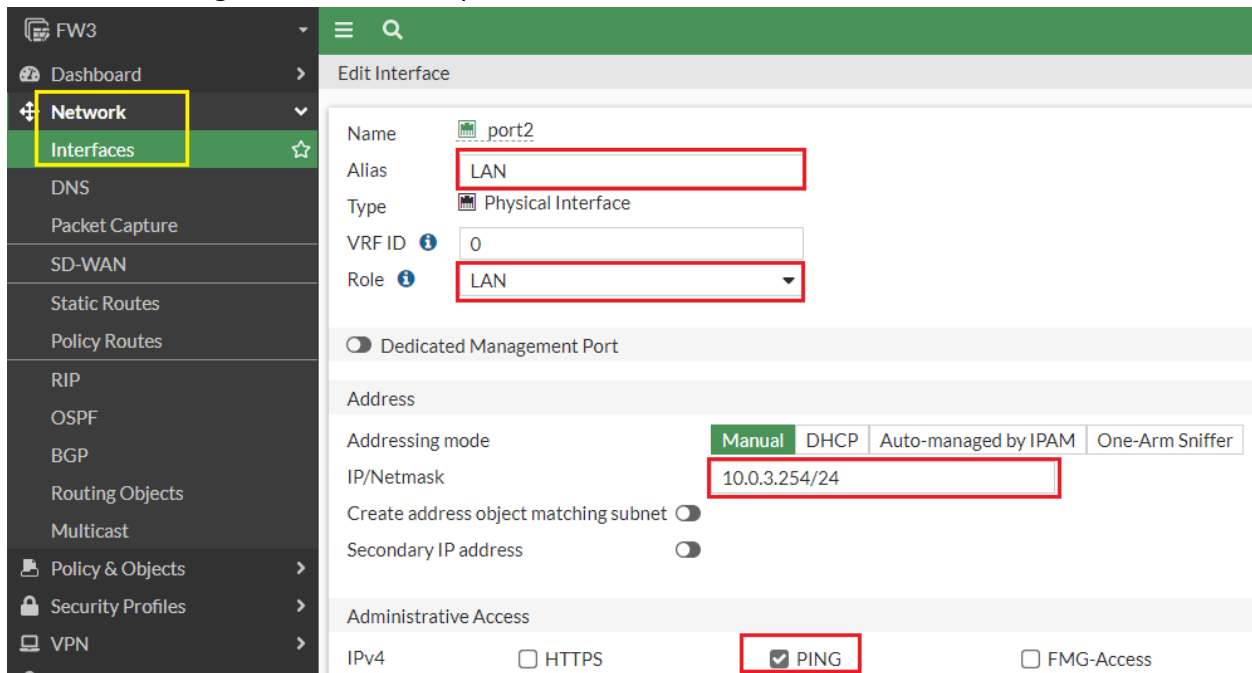 FW3
Dashboard
Network
Interfaces
DNS
Packet Capture
SD-WAN
Static Routes
Policy Routes
RIP
OSPF
BGP
Routing Objects
Multicast
Policy & Objects
Security Profiles
VPN
Edit Interface
Name port2
Alias LAN
Type Physical Interface
VRF ID 0
Role LAN
Dedicated Management Port
Address
Addressing mode Manual DHCP Auto-managed by IPAM One-Arm Sniffer
IP/Netmask 10.0.3.254/24
Create address object matching subnet
Secondary IP address
Administrative Access
IPv4 HTTPS PING FMG-Access